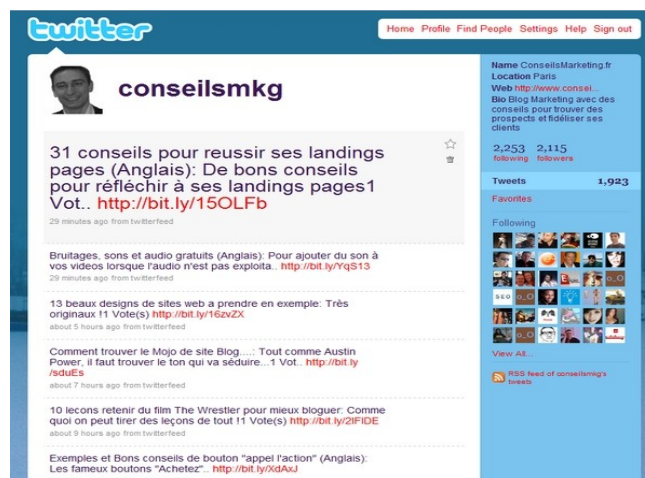 twitter
Home Profile Find People Settings Help Sign out
conseilsmkg
31 conseils pour reussir ses landings
pages (Anglais): De bons conseils
pour réfléchir à ses landings pages1
Vot.. http://bit.ly/15OLFb
29 minutes ago from twitterfeed
Bruitages, sons et audio gratuits (Anglais): Pour ajouter du son à
vos videos lorsque l'audio n'est pas exploita.. http://bit.ly/YqS13
29 minutes ago from twitterfeed
13 beaux designs de sites web a prendre en exemple: Très
originaux !1 Vote(s) http://bit.ly/16zvZX
about 5 hours ago from twitterfeed
Comment trouver le Mojo de site Blog....: Tout comme Austin
Power, il faut trouver le ton qui va séduire...1 Vot.. http://bit.ly
/sduEs
about 7 hours ago from twitterfeed
10 lecons retenir du film The Wrestler pour mieux bloguer: Comme
quoi on peut tirer des leçons de tout !1 Vote(s) http://bit.ly/2IFIDE
about 9 hours ago from twitterfeed
Exemples et Bons conseils de bouton "appel l'action" (Anglais):
Les fameux boutons "Achetez".. http://bit.ly/XdAxJ
Name ConseilsMarketing.fr
Location Paris
Web http://www.consei...
Bio Blog Marketing avec des
conseils pour trouver des
prospects et fidéliser ses
clients
2,253 2,115
following followers
Tweets 1,923
Favorites
Following
SEO
View All...
RSS feed of conseilsmkg's
tweets